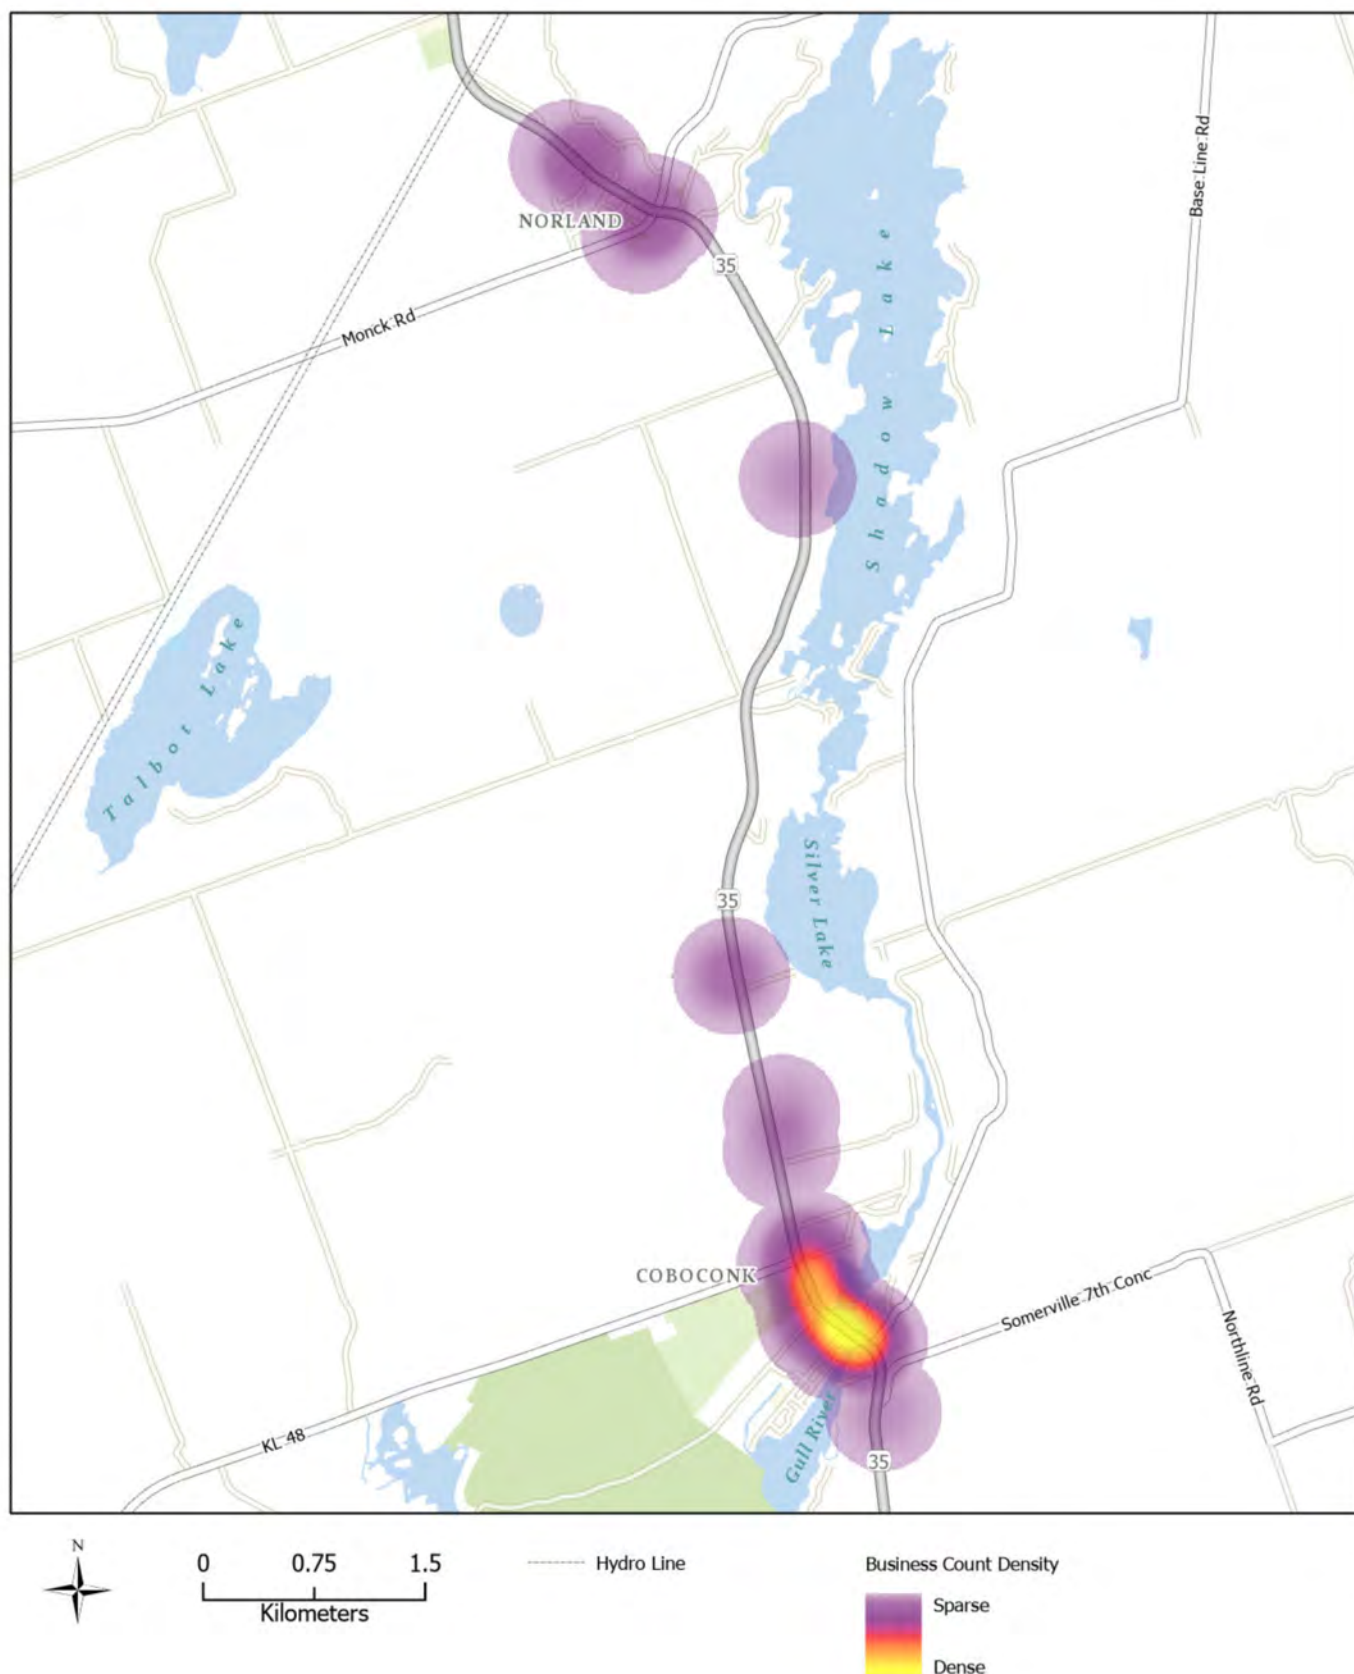 Base Line Rd
NORLAND
35
Shadow Lake
Monck Rd
Talbot Lake
Silver Lake
35
COBOCONK
Somerville 7th Conc
Northline Rd
Gull River
KL 48
35
N
0 0.75 1.5
Kilometers
Hydro Line
Business Count Density
Sparse
Dense